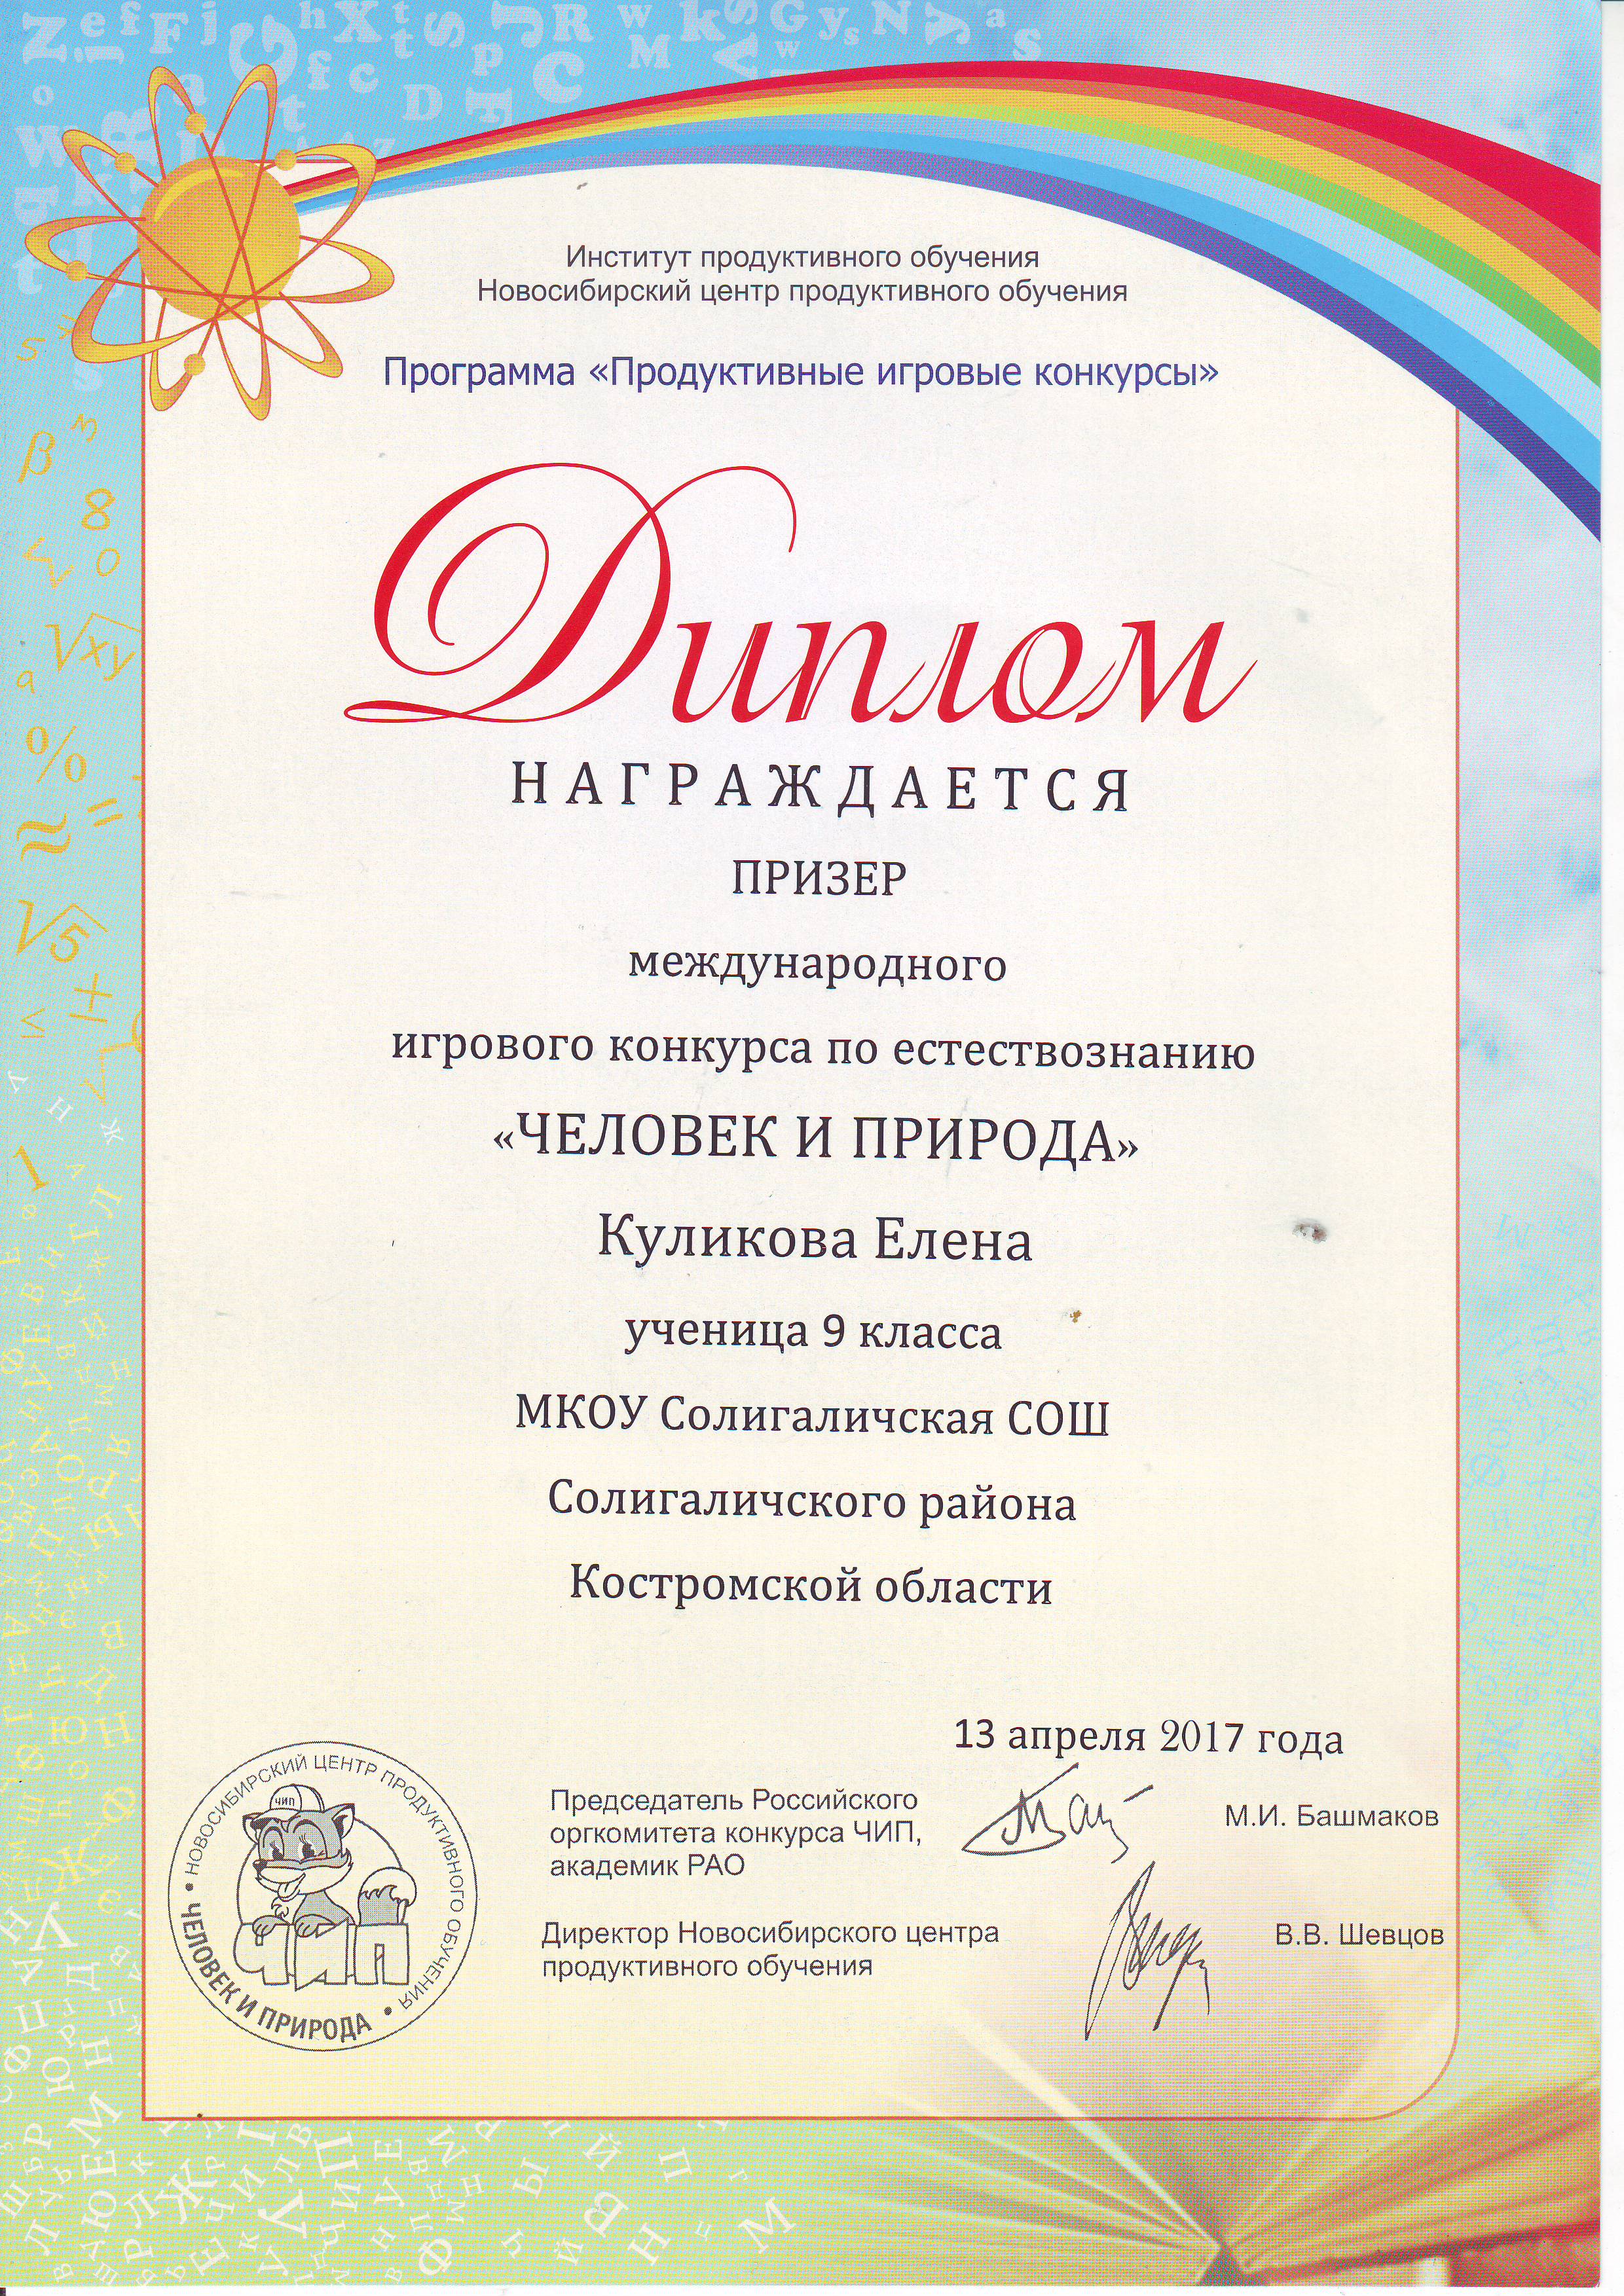 Институт продуктивного обучения
Новосибирский центр продуктивного обучения
Программа «Продуктивные игровые конкурсы»
Диплом
НАГРАЖДАЕТСЯ
ПРИЗЕР
международного
игрового конкурса по естествознанию
«ЧЕЛОВЕК И ПРИРОДА»
Куликова Елена
ученица 9 класса
МКОУ Солигаличская СОШ
Солигаличского района
Костромской области
13 апреля 2017 года
Председатель Российского
оргкомитета конкурса ЧИП,
академик РАО
М.И. Башмаков
Директор Новосибирского центра
продуктивного обучения
В.В. Шевцов
• НОВОСИБИРСКИЙ ЦЕНТР ПРОДУКТИВНОГО ОБУЧЕНИЯ •
ЧИП
ЧИП
ЧЕЛОВЕК И ПРИРОДА